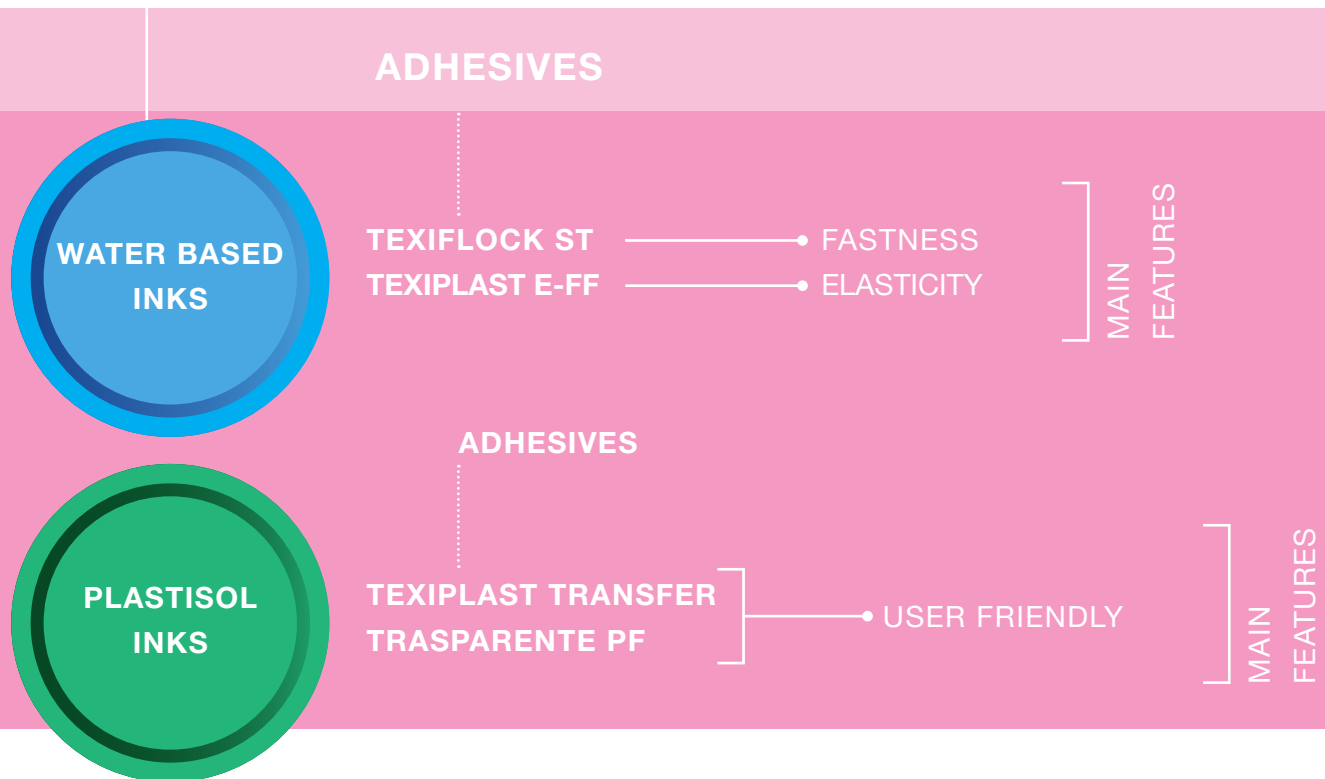 ADHESIVES
WATER BASED
INKS
TEXIFLOCK ST
FASTNESS
TEXIPLAST E-FF
ELASTICITY
MAIN
FEATURES
ADHESIVES
PLASTISOL
INKS
TEXIPLAST TRANSFER
TRASPARENTE PF
USER FRIENDLY
MAIN
FEATURES